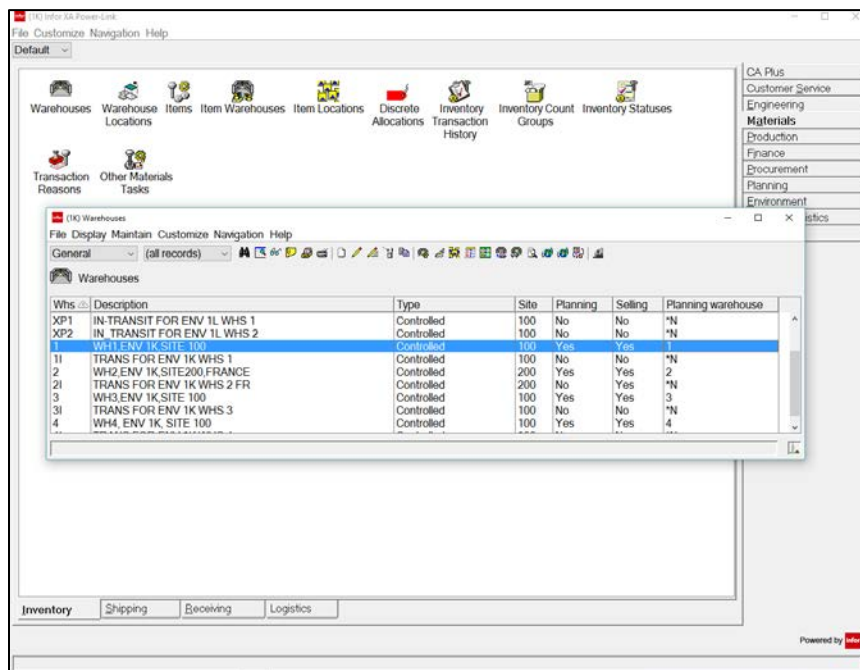 infor (1K) Infor XA Power-Link
File Customize Navigation Help
Default
Warehouses Warehouse Locations Items Item Warehouses Item Locations Discrete Allocations Inventory Transaction History Inventory Count Groups Inventory Statuses
Transaction Reasons Other Materials Tasks
CA Plus
Customer Service
Engineering
Materials
Production
Finance
Procurement
Planning
Environment
istics
infor (1K) Warehouses
File Display Maintain Customize Navigation Help
General (all records)
Warehouses
Whs Description Type Site Planning Selling Planning warehouse
XP1 IN-TRANSIT FOR ENV 1L WHS 1 Controlled 100 No No *N
XP2 IN_TRANSIT FOR ENV 1L WHS 2 Controlled 100 No No *N
1 WH1,ENV 1K,SITE 100 Controlled 100 Yes Yes 1
1I TRANS FOR ENV 1K WHS 1 Controlled 100 No No *N
2 WH2,ENV 1K,SITE200,FRANCE Controlled 200 Yes Yes 2
2I TRANS FOR ENV 1K WHS 2 FR Controlled 200 No Yes *N
3 WH3,ENV 1K,SITE 100 Controlled 100 Yes Yes 3
3I TRANS FOR ENV 1K WHS 3 Controlled 100 No No *N
4 WH4, ENV 1K, SITE 100 Controlled 100 Yes Yes 4
Inventory Shipping Receiving Logistics
Powered by infor